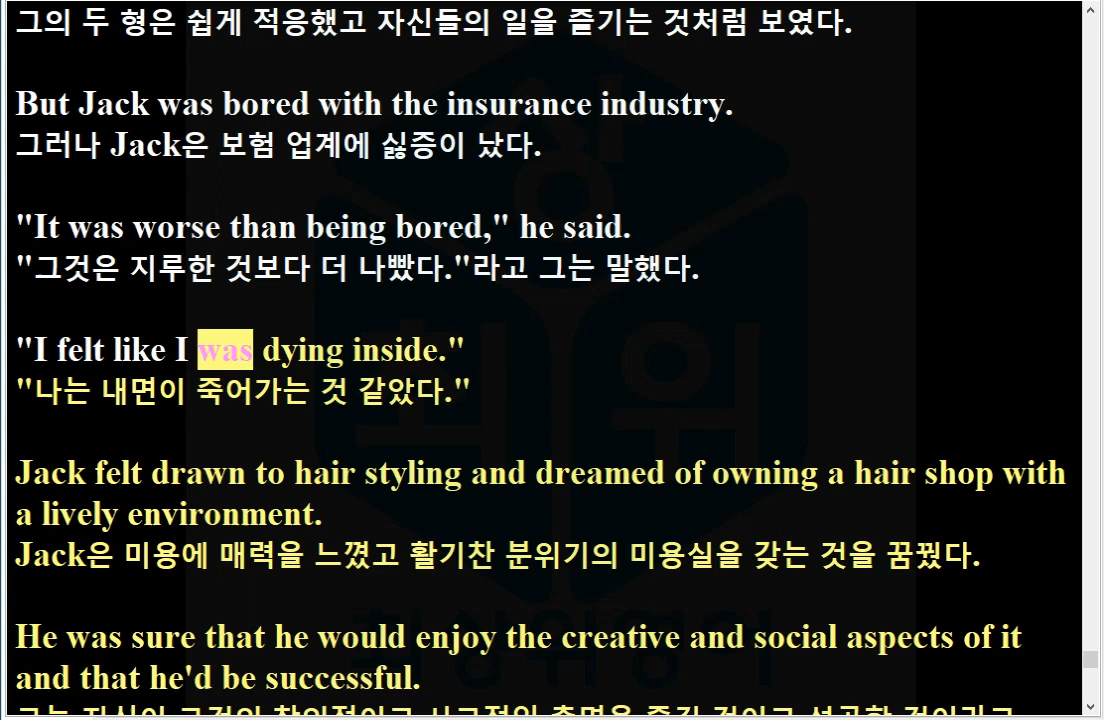 그의 두 형은 쉽게 적응했고 자신들의 일을 즐기는 것처럼 보였다.
But Jack was bored with the insurance industry.
그러나 Jack은 보험 업계에 싫증이 났다.
"It was worse than being bored," he said.
"그것은 지루한 것보다 더 나빴다."라고 그는 말했다.
"I felt like I was dying inside."
"나는 내면이 죽어가는 것 같았다."
Jack felt drawn to hair styling and dreamed of owning a hair shop with
a lively environment.
Jack은 미용에 매력을 느꼈고 활기찬 분위기의 미용실을 갖는 것을 꿈꿨다.
He was sure that he would enjoy the creative and social aspects of it
and that he'd be successful.